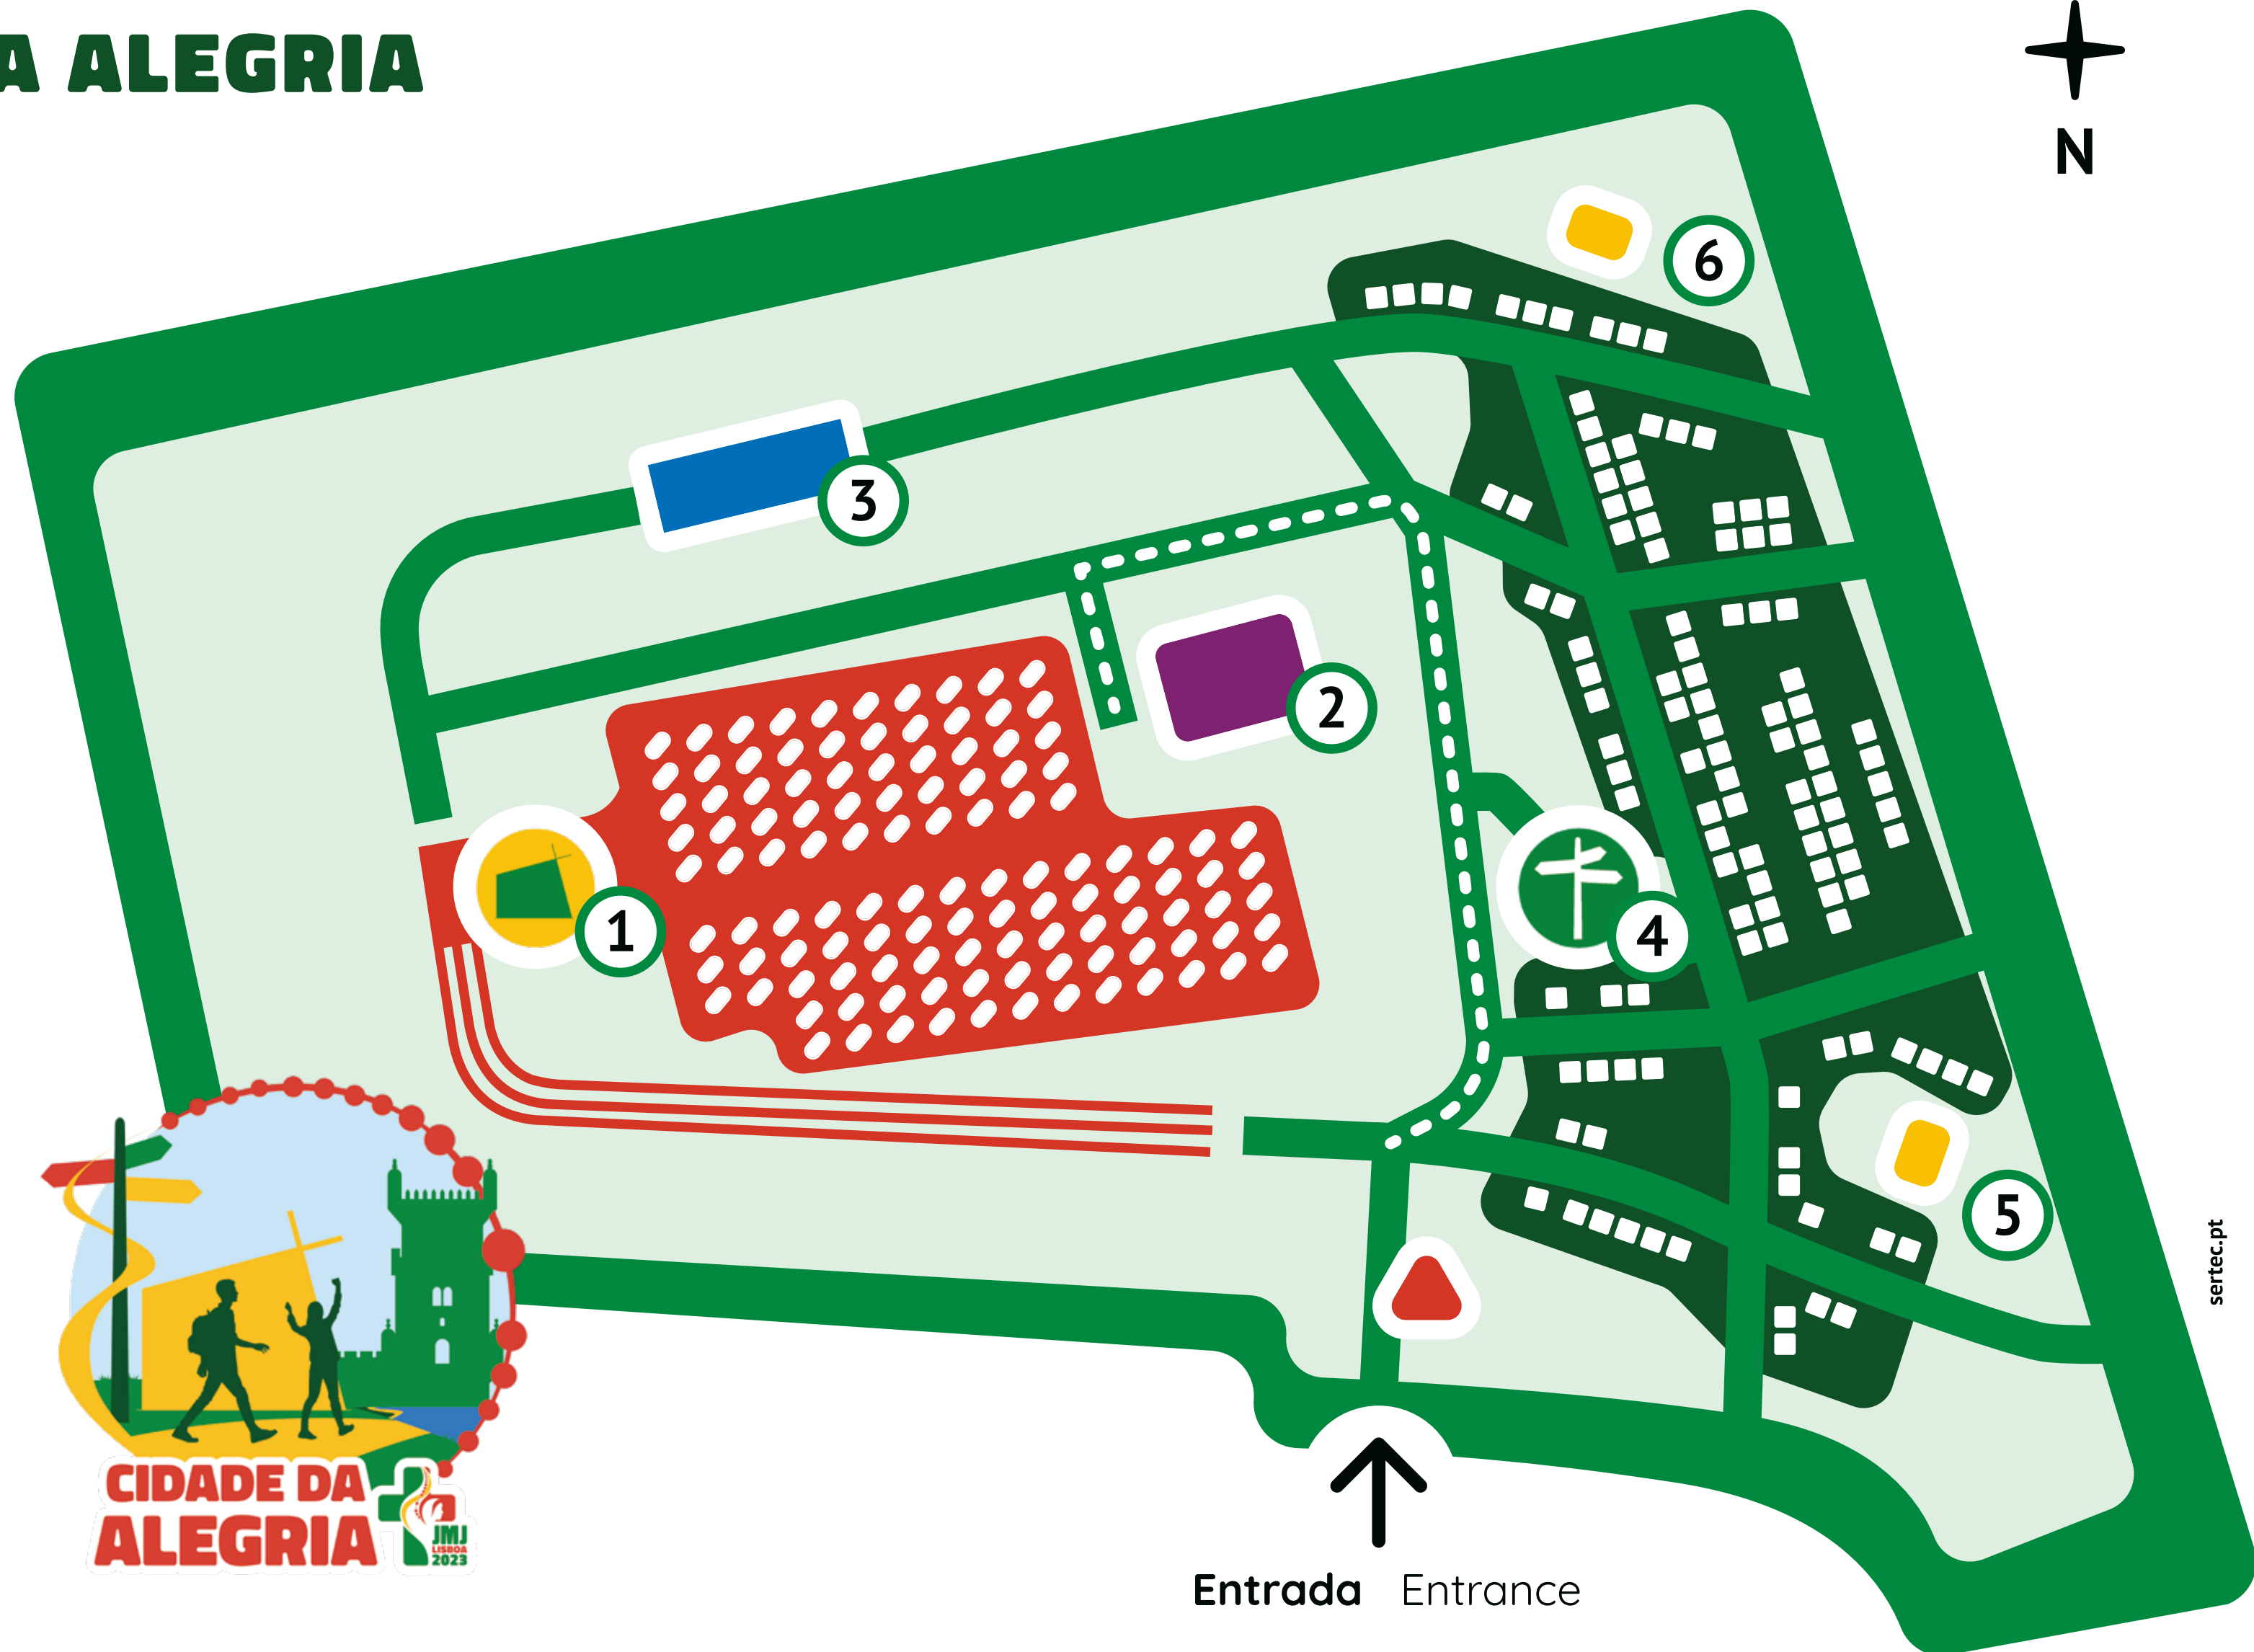 A ALEGRIA
N
6
3
2
1
4
5
sertec.pt
CIDADE DA
ALEGRIA
JMJ
LISBOA
2023
Entrada Entrance